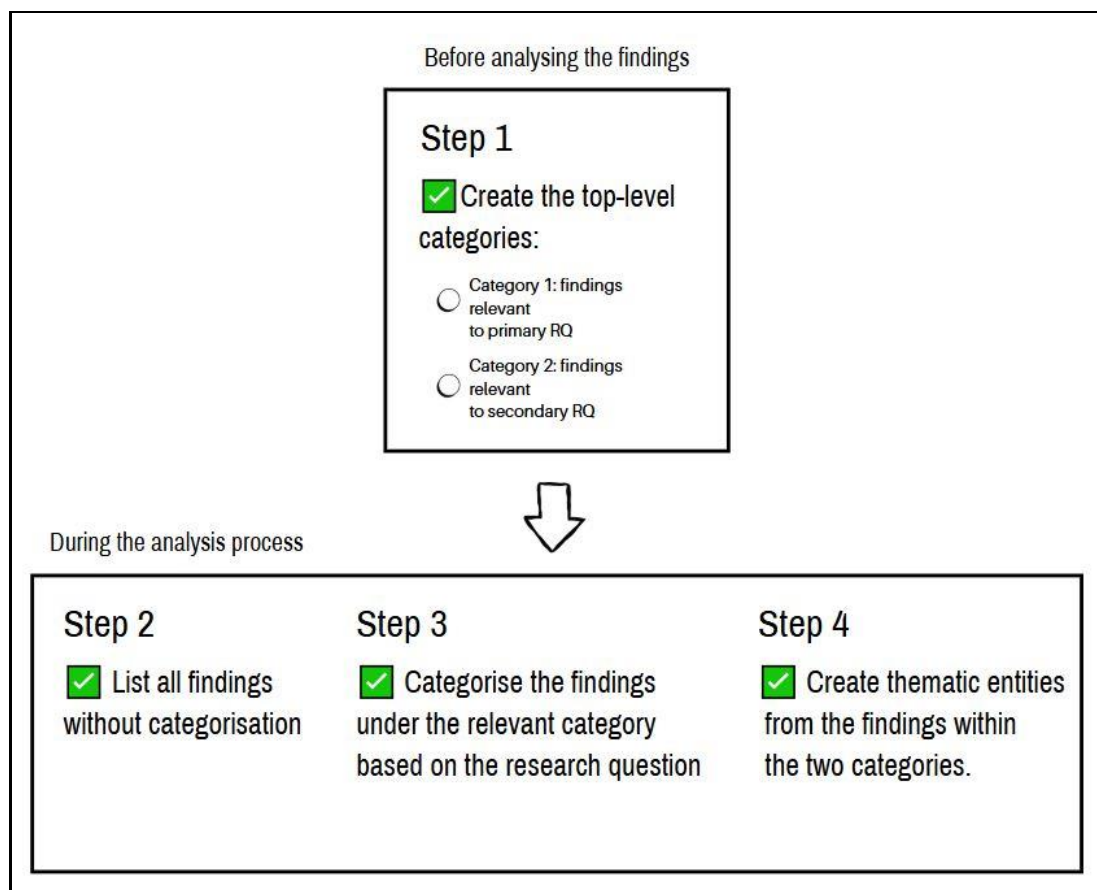 Before analysing the findings
Step 1
Create the top-level
categories:
Category 1: findings
relevant
to primary RQ
Category 2: findings
relevant
to secondary RQ
During the analysis process
Step 2
List all findings
without categorisation
Step 3
Categorise the findings
under the relevant category
based on the research question
Step 4
Create thematic entities
from the findings within
the two categories.